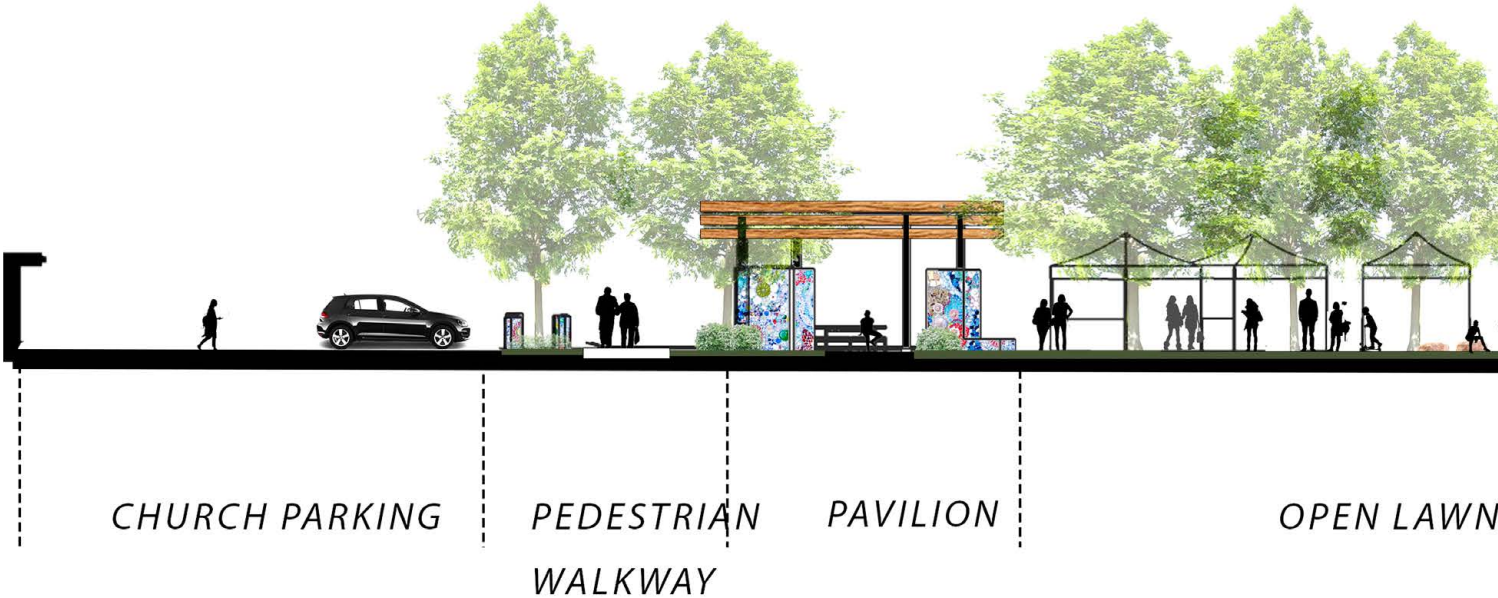 CHURCH PARKING
PEDESTRIAN
WALKWAY
PAVILION
OPEN LAWN